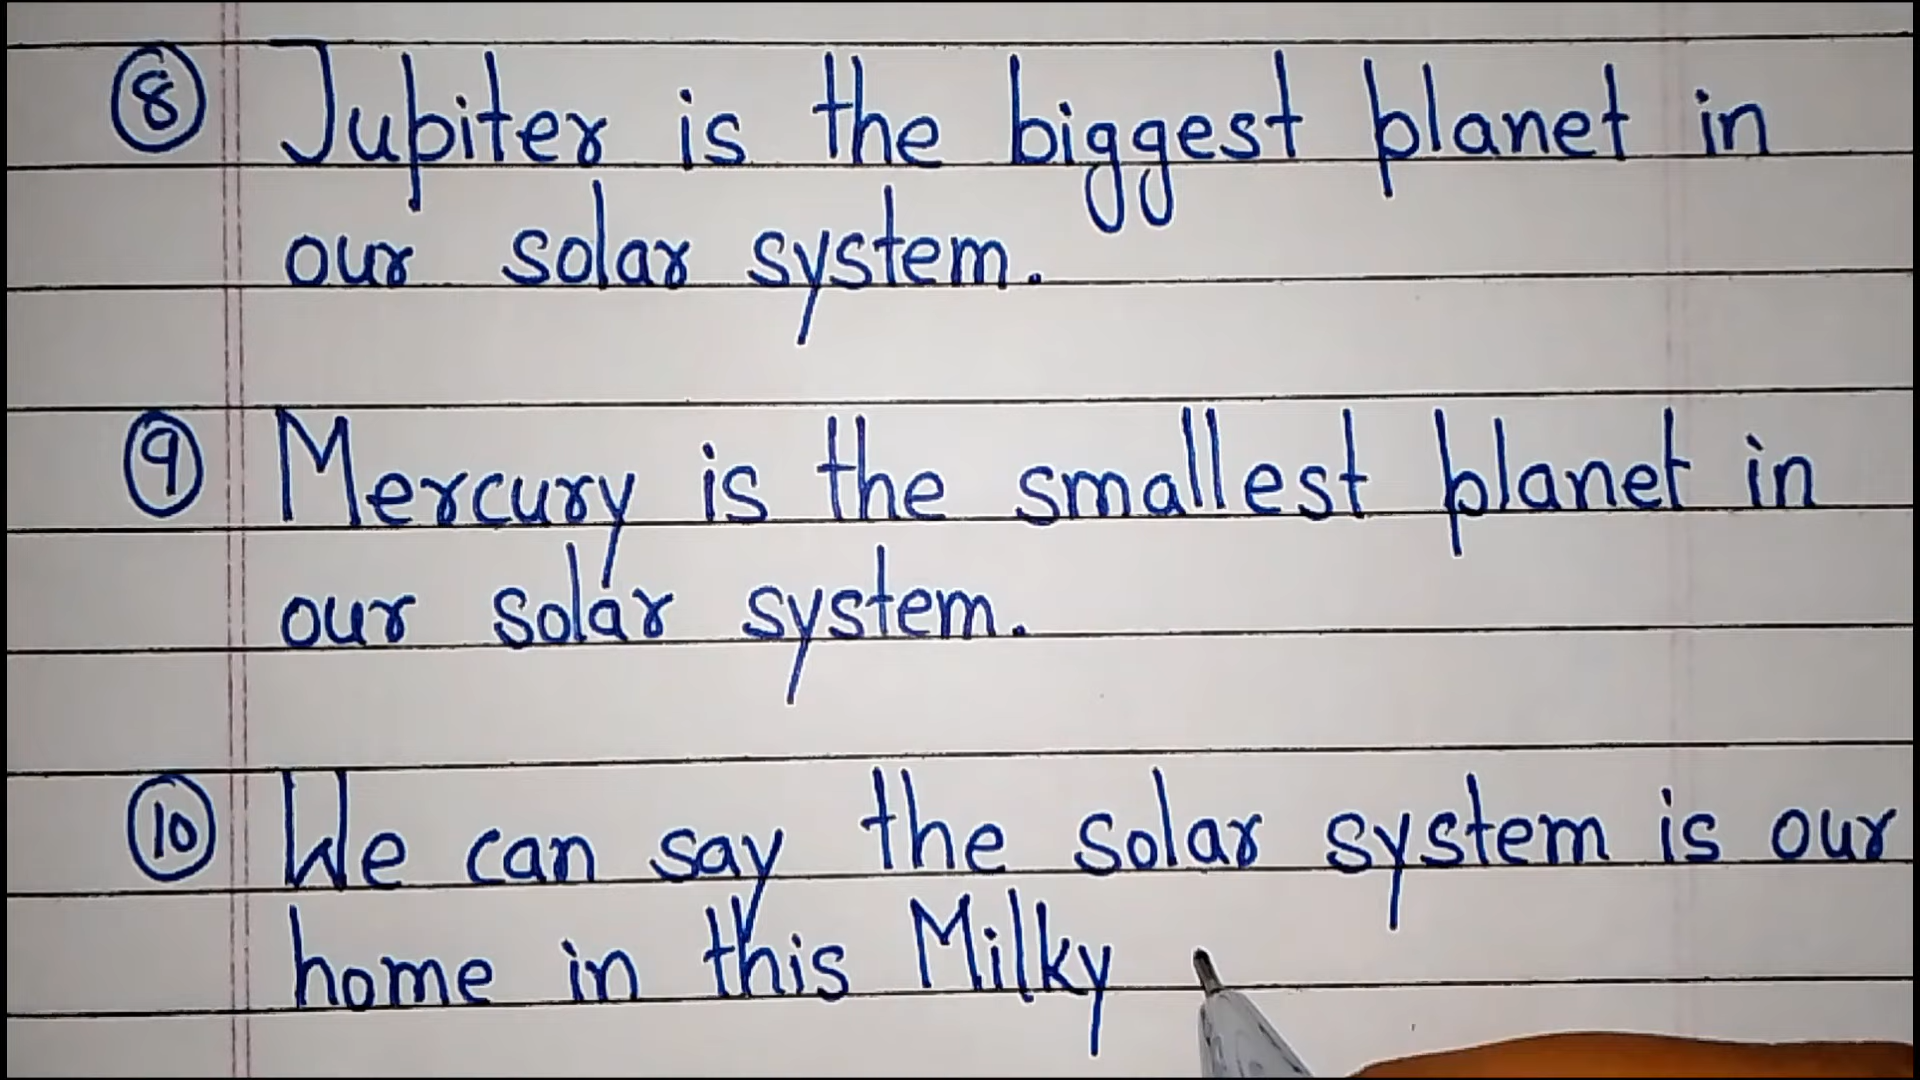 8 Jupiter is the biggest planet in
our solar system.
9 Mercury is the smallest planet in
our solar system.
10 We can say the solar system is our
home in this Milky